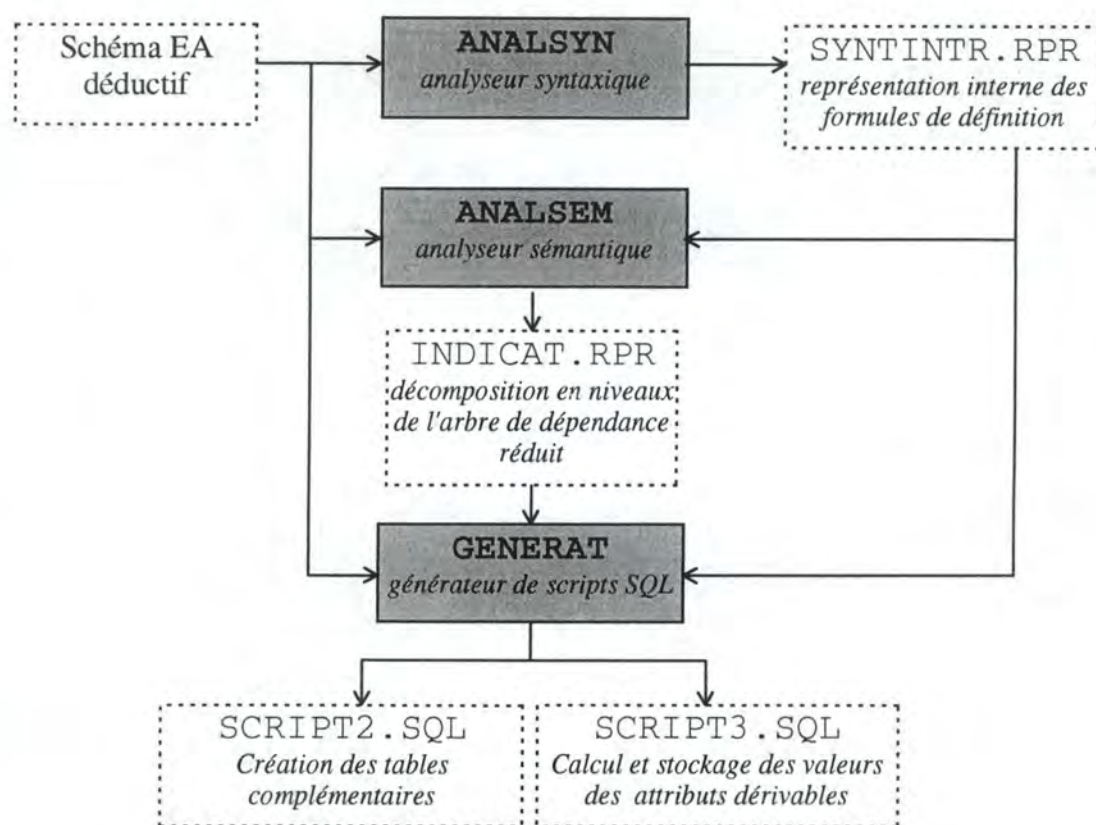 Schéma EA
déductif
ANALSYN
analyseur syntaxique
SYNTINTR.RPR
représentation interne des
formules de définition
ANALSEM
analyseur sémantique
INDICAT.RPR
décomposition en niveaux
de l'arbre de dépendance
réduit
GENERAT
générateur de scripts SQL
SCRIPT2.SQL
Création des tables
complémentaires
SCRIPT3.SQL
Calcul et stockage des valeurs
des attributs dérivables